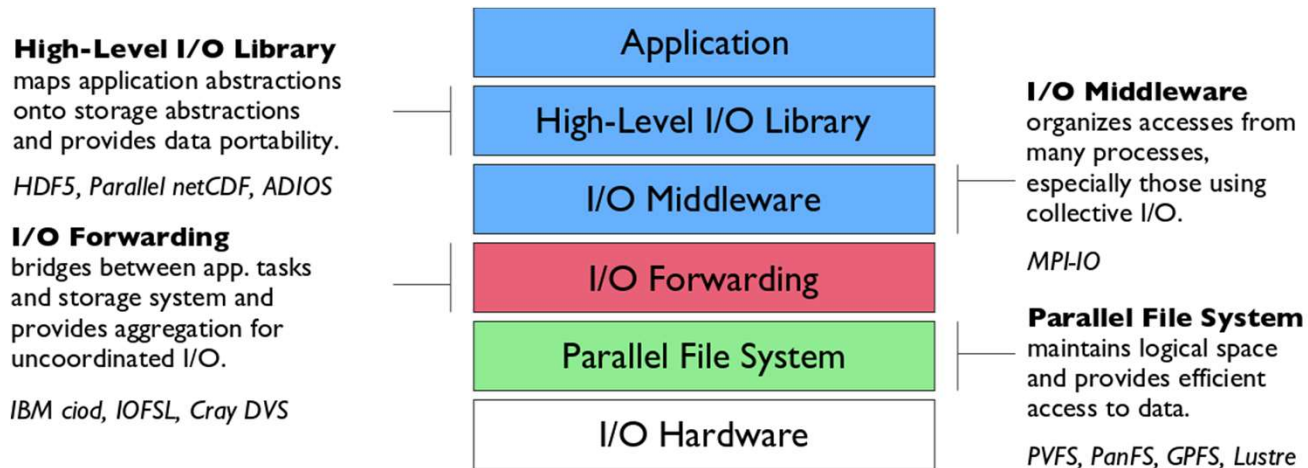 High-Level I/O Library
maps application abstractions
onto storage abstractions
and provides data portability.
HDF5, Parallel netCDF, ADIOS
I/O Forwarding
bridges between app. tasks
and storage system and
provides aggregation for
uncoordinated I/O.
IBM ciod, IOFSL, Cray DVS
Application
High-Level I/O Library
I/O Middleware
I/O Forwarding
Parallel File System
I/O Hardware
I/O Middleware
organizes accesses from
many processes,
especially those using
collective I/O.
MPI-IO
Parallel File System
maintains logical space
and provides efficient
access to data.
PVFS, PanFS, GPFS, Lustre